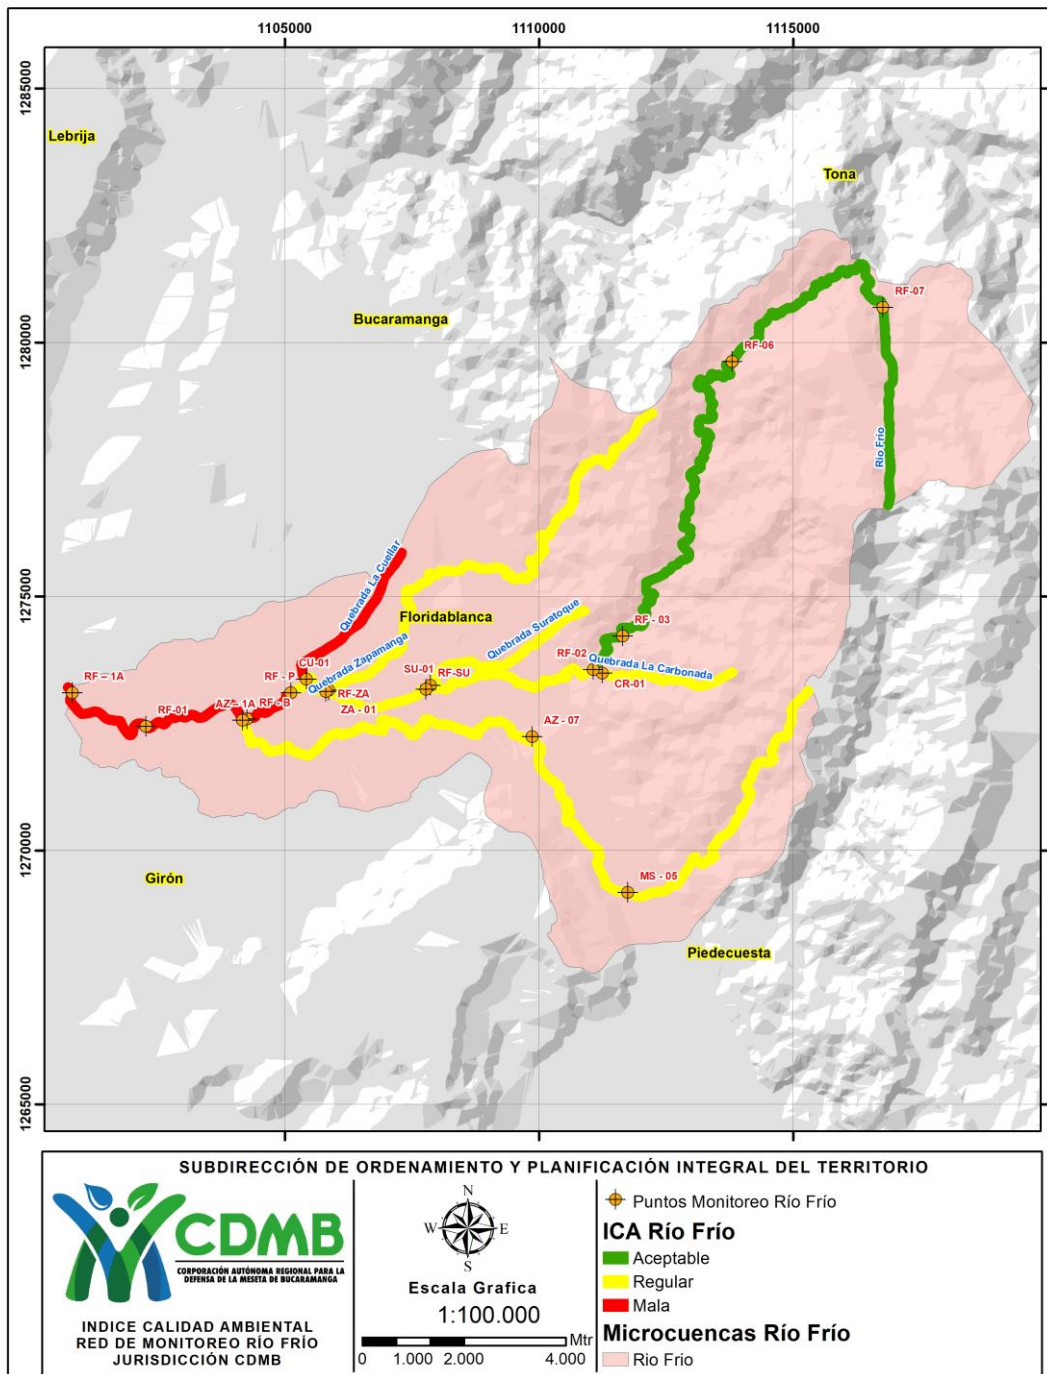 1105000
1110000
1115000
1285000
Lebrija
Tona
RF-07
Bucaramanga
1280000
RF-06
Río Frío
Quebrada La Cuellar
1275000
Floridablanca
Quebrada Suratoque
RF - 03
Quebrada Zapamanga
RF-02
Quebrada La Carbonada
CU-01
SU-01
RF – 1A
RF - P
RF-SU
CR-01
RF-ZA
AZ – 1A
RF - B
ZA - 01
RF-01
AZ - 07
1270000
Girón
MS - 05
Piedecuesta
1265000
SUBDIRECCIÓN DE ORDENAMIENTO Y PLANIFICACIÓN INTEGRAL DEL TERRITORIO
CDMB
CORPORACIÓN AUTÓNOMA REGIONAL PARA LA
DEFENSA DE LA MESETA DE BUCARAMANGA
INDICE CALIDAD AMBIENTAL
RED DE MONITOREO RÍO FRÍO
JURISDICCIÓN CDMB
N
W
E
S
Escala Grafica
1:100.000
Mtr
0 1.000 2.000 4.000
Puntos Monitoreo Río Frío
ICA Río Frío
Aceptable
Regular
Mala
Microcuencas Río Frío
Rio Frio